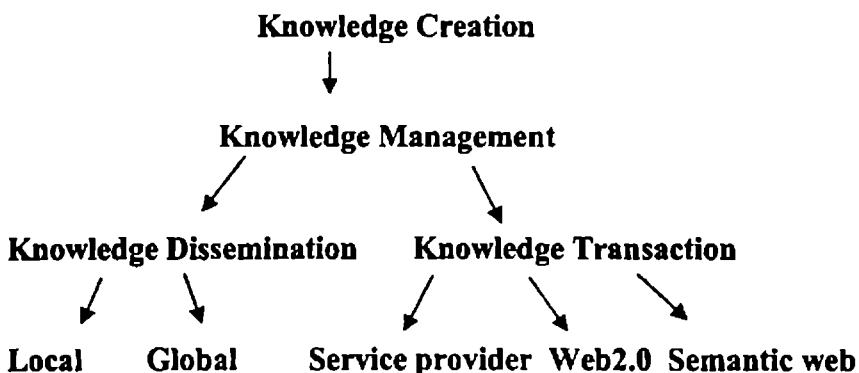 Knowledge Creation
Knowledge Management
Knowledge Dissemination Knowledge Transaction
Local Global Service provider Web2.0 Semantic web